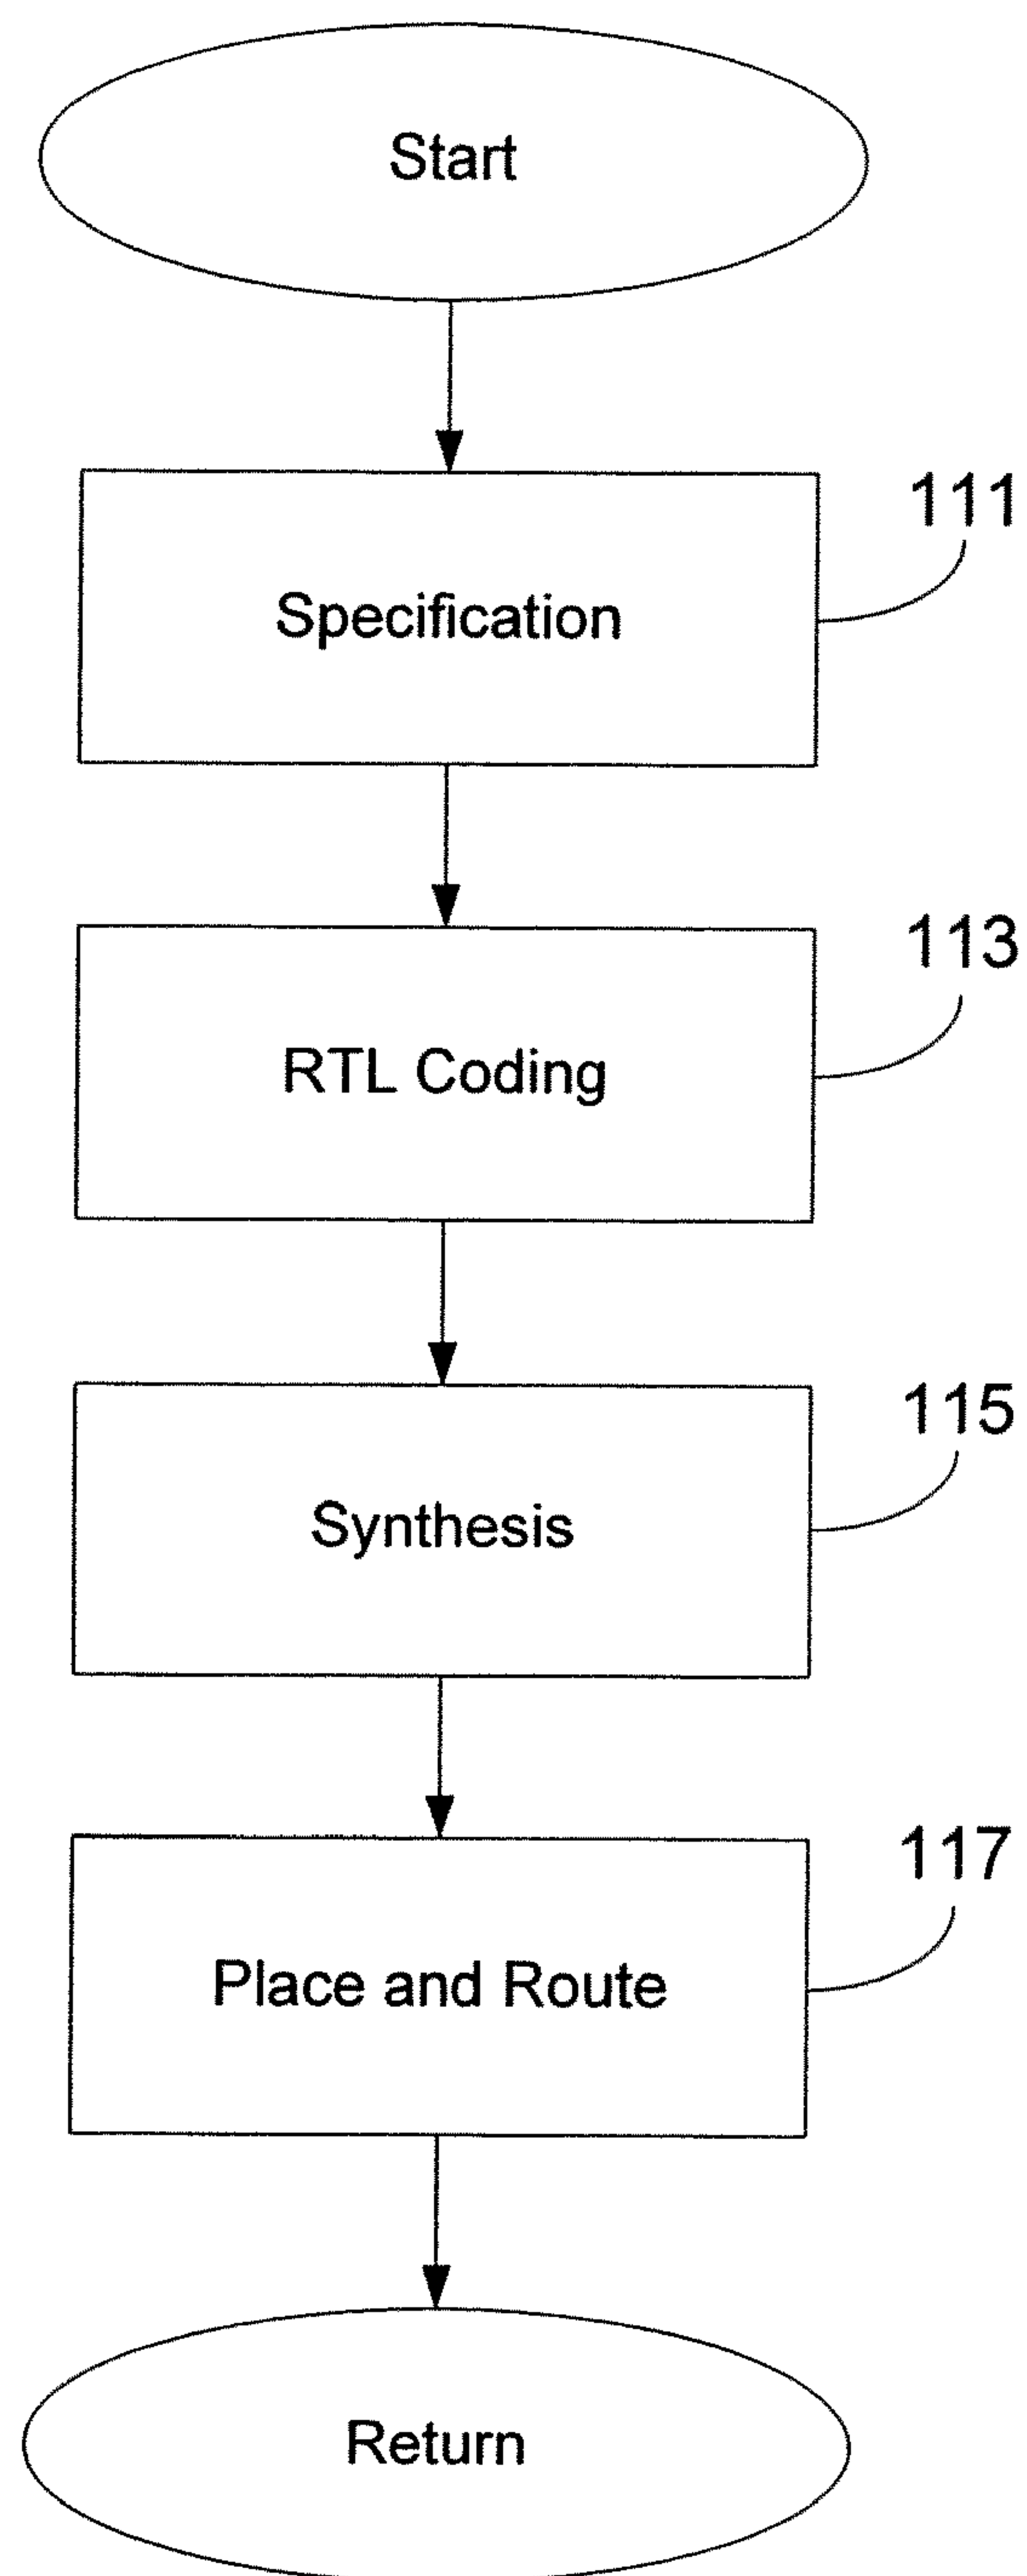 Start
111
Specification
113
RTL Coding
115
Synthesis
117
Place and Route
Return